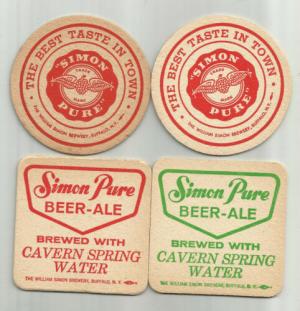 · THE BEST TASTE IN TOWN ·
"SIMON
TRADE
MARK
PURE"
THE WILLIAM SIMON BREWERY, BUFFALO, N.Y.
· THE BEST TASTE IN TOWN ·
"SIMON
TRADE
MARK
PURE"
THE WILLIAM SIMON BREWERY, BUFFALO, N.Y.
Simon Pure
BEER-ALE
BREWED WITH
CAVERN SPRING
WATER
THE WILLIAM SIMON BREWERY, BUFFALO, N. Y.
Simon Pure
BEER-ALE
BREWED WITH
CAVERN SPRING
WATER
THE WILLIAM SIMON BREWERY, BUFFALO, N. Y.